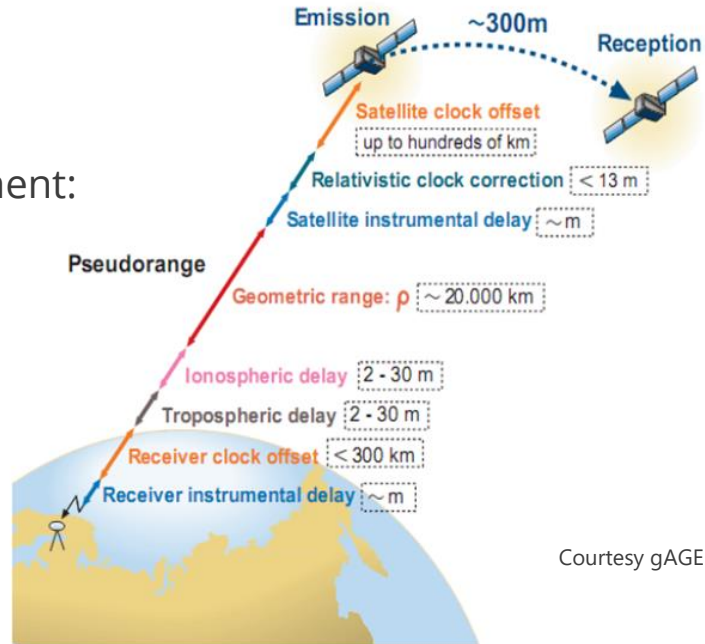 Emission
~300m
Reception
Satellite clock offset
up to hundreds of km
ment:
Relativistic clock correction < 13 m
Satellite instrumental delay ~ m
Pseudorange
Geometric range: ρ ~ 20.000 km
Ionospheric delay 2 - 30 m
Tropospheric delay 2 - 30 m
Receiver clock offset < 300 km
Receiver instrumental delay ~ m
Courtesy gAGE